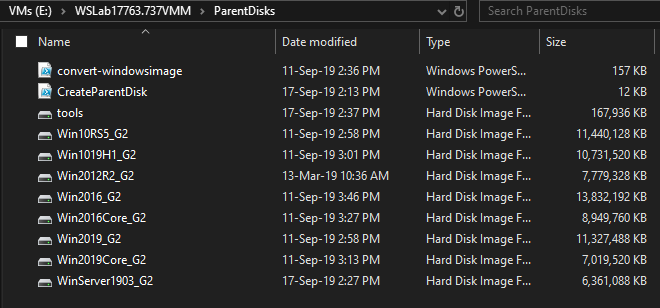 VMs (E:) > WSLab17763.737VMM > ParentDisks Search ParentDisks
Name Date modified Type Size
convert-windowsimage 11-Sep-19 2:36 PM Windows PowerS... 157 KB
CreateParentDisk 17-Sep-19 2:13 PM Windows PowerS... 12 KB
tools 17-Sep-19 2:37 PM Hard Disk Image F... 167,936 KB
Win10RS5_G2 11-Sep-19 2:58 PM Hard Disk Image F... 11,440,128 KB
Win1019H1_G2 11-Sep-19 3:01 PM Hard Disk Image F... 10,731,520 KB
Win2012R2_G2 13-Mar-19 10:36 AM Hard Disk Image F... 7,779,328 KB
Win2016_G2 11-Sep-19 3:46 PM Hard Disk Image F... 13,832,192 KB
Win2016Core_G2 11-Sep-19 3:27 PM Hard Disk Image F... 8,949,760 KB
Win2019_G2 11-Sep-19 2:58 PM Hard Disk Image F... 11,327,488 KB
Win2019Core_G2 11-Sep-19 3:13 PM Hard Disk Image F... 7,019,520 KB
WinServer1903_G2 17-Sep-19 2:27 PM Hard Disk Image F... 6,361,088 KB